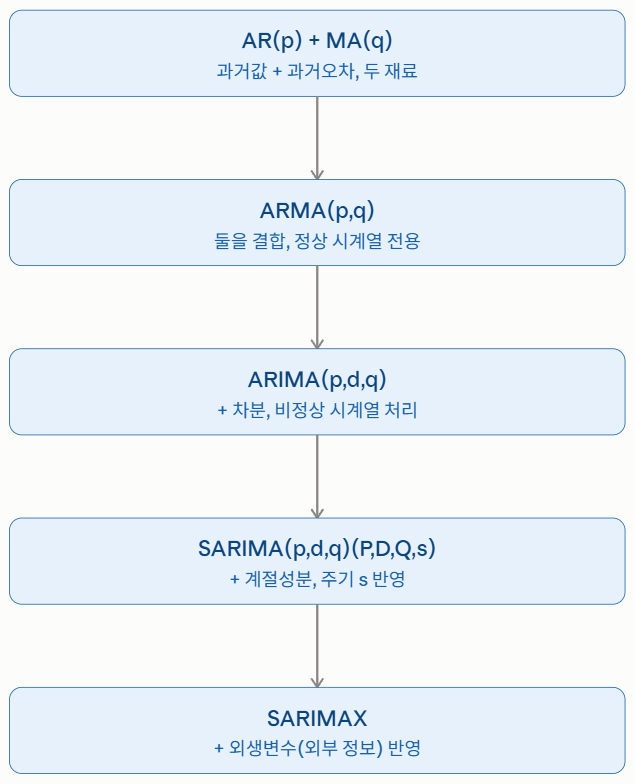 AR(p) + MA(q)
과거값 + 과거오차, 두 재료
ARMA(p,q)
둘을 결합, 정상 시계열 전용
ARIMA(p,d,q)
+ 차분, 비정상 시계열 처리
SARIMA(p,d,q)(P,D,Q,s)
+ 계절성분, 주기 s 반영
SARIMAX
+ 외생변수(외부 정보) 반영